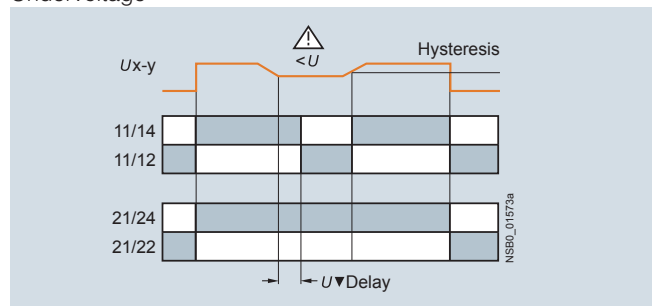 Undervoltage
Ux-y
<U
Hysteresis
11/14
11/12
21/24
21/22
U▼Delay
NSB0_01573a